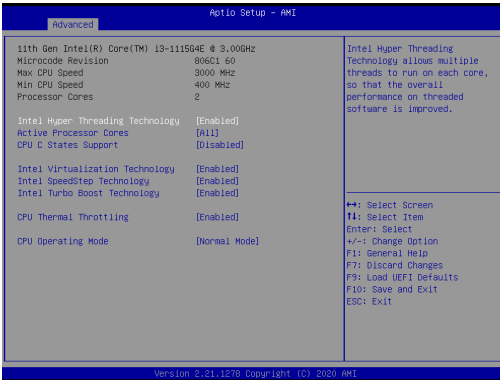 Aptio Setup – AMI
Advanced
11th Gen Intel(R) Core(TM) i3-1115G4E @ 3.00GHz
Microcode Revision 806C1 60
Max CPU Speed 3000 MHz
Min CPU Speed 400 MHz
Processor Cores 2
Intel Hyper Threading Technology [Enabled]
Active Processor Cores [All]
CPU C States Support [Disabled]
Intel Virtualization Technology [Enabled]
Intel SpeedStep Technology [Enabled]
Intel Turbo Boost Technology [Enabled]
CPU Thermal Throttling [Enabled]
CPU Operating Mode [Normal Mode]
Intel Hyper Threading
Technology allows multiple
threads to run on each core,
so that the overall
performance on threaded
software is improved.
↔: Select Screen
↑↓: Select Item
Enter: Select
+/-: Change Option
F1: General Help
F7: Discard Changes
F9: Load UEFI Defaults
F10: Save and Exit
ESC: Exit
Version 2.21.1278 Copyright (C) 2020 AMI